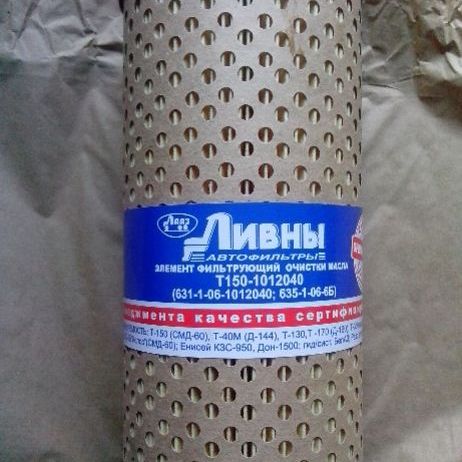 ЛААЗ
ЛИВНЫ
АВТОФИЛЬТРЫ
ЭЛЕМЕНТ ФИЛЬТРУЮЩИЙ ОЧИСТКИ МАСЛА
Т150-1012040
(631-1-06-1012040; 635-1-06-6Б)
качества
Т-150 (СМД-60), Т-40М (Д-144), Т-130, Т-170
Енисей КЗС-950, Дон-1500;